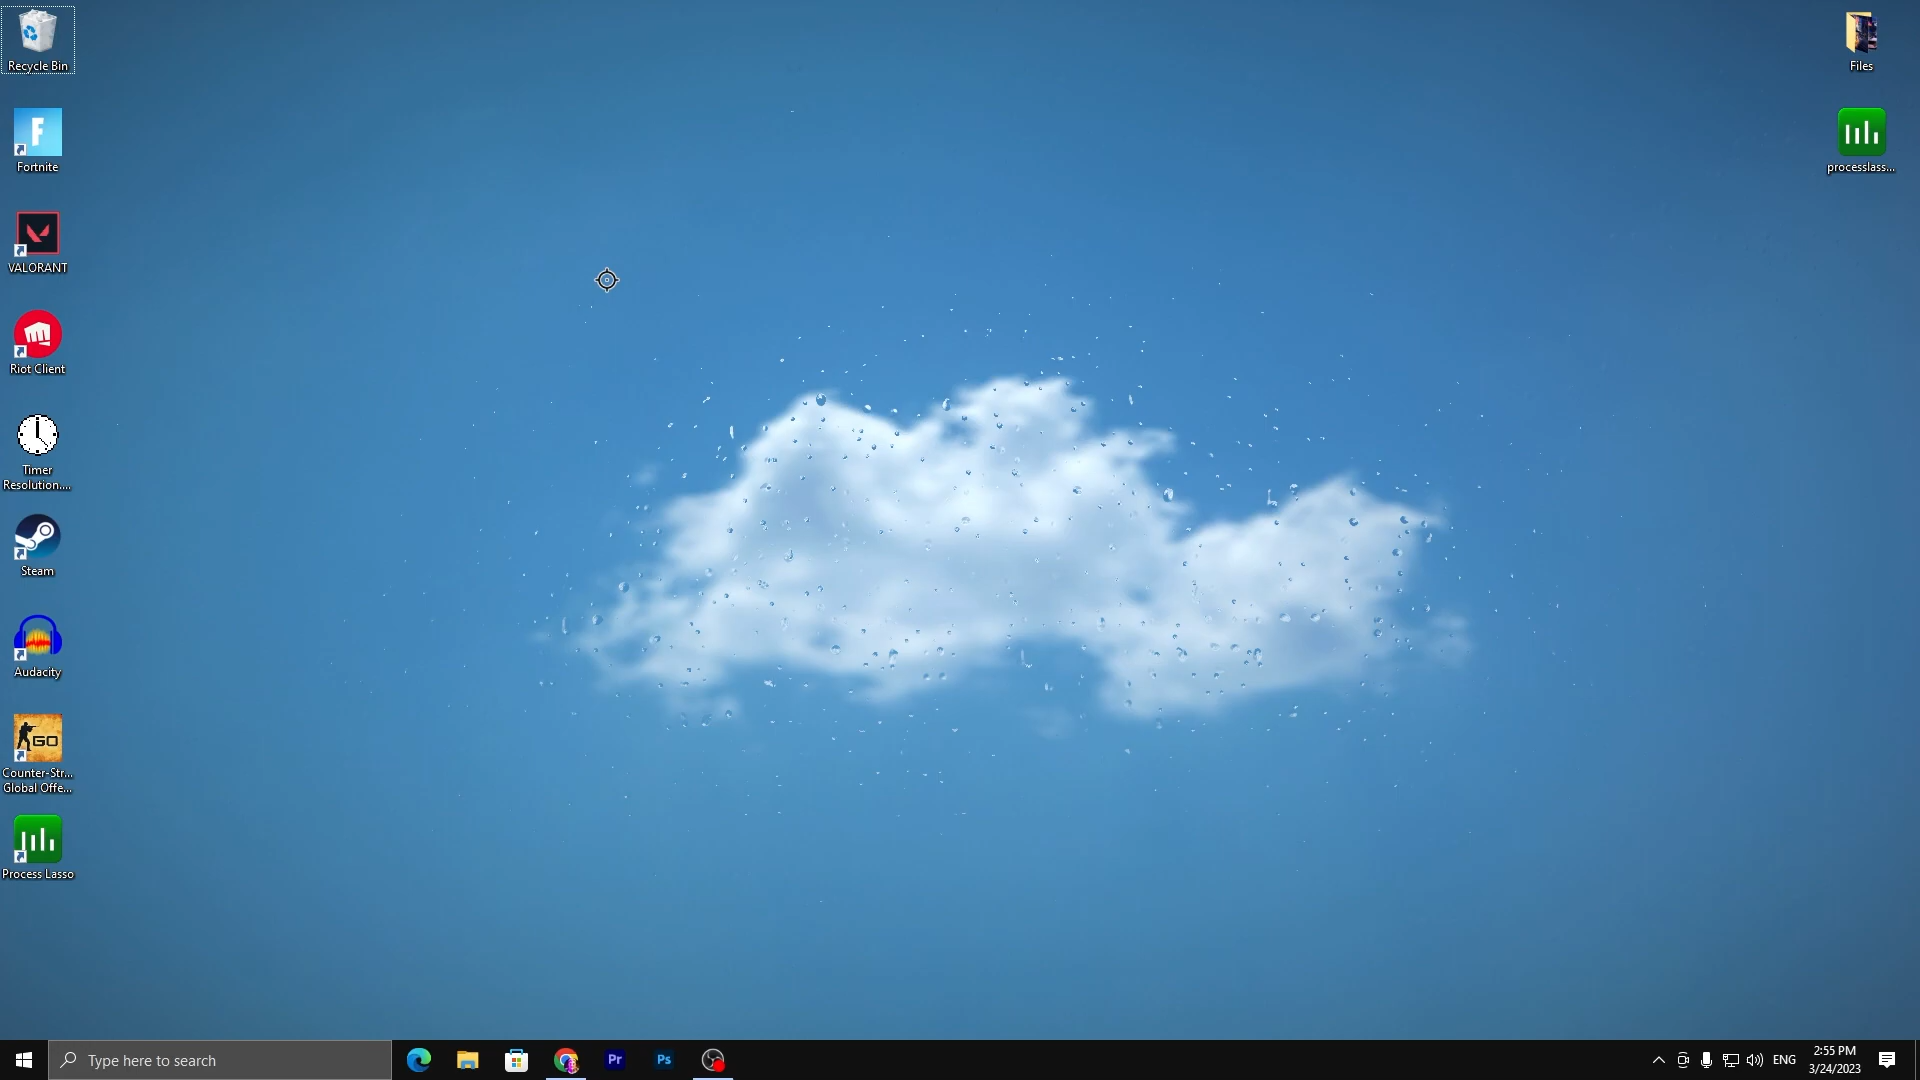 Recycle Bin
Fortnite
VALORANT
Riot Client
Timer
Resolution....
Steam
Audacity
GO
Counter-Str...
Global Offe...
Process Lasso
Files
processlass...
Type here to search
Pr
Ps
ENG
2:55 PM
3/24/2023